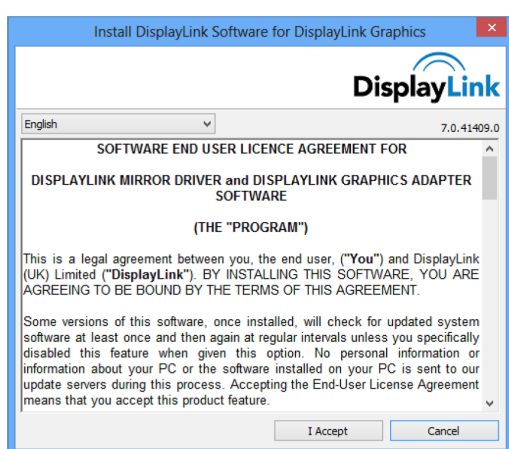 Install DisplayLink Software for DisplayLink Graphics
×
DisplayLink
English
7.0.41409.0
SOFTWARE END USER LICENCE AGREEMENT FOR
DISPLAYLINK MIRROR DRIVER and DISPLAYLINK GRAPHICS ADAPTER
SOFTWARE
(THE "PROGRAM")
This is a legal agreement between you, the end user, ("You") and DisplayLink
(UK) Limited ("DisplayLink"). BY INSTALLING THIS SOFTWARE, YOU ARE
AGREEING TO BE BOUND BY THE TERMS OF THIS AGREEMENT.
Some versions of this software, once installed, will check for updated system
software at least once and then again at regular intervals unless you specifically
disabled this feature when given this option. No personal information or
information about your PC or the software installed on your PC is sent to our
update servers during this process. Accepting the End-User License Agreement
means that you accept this product feature.
I Accept
Cancel